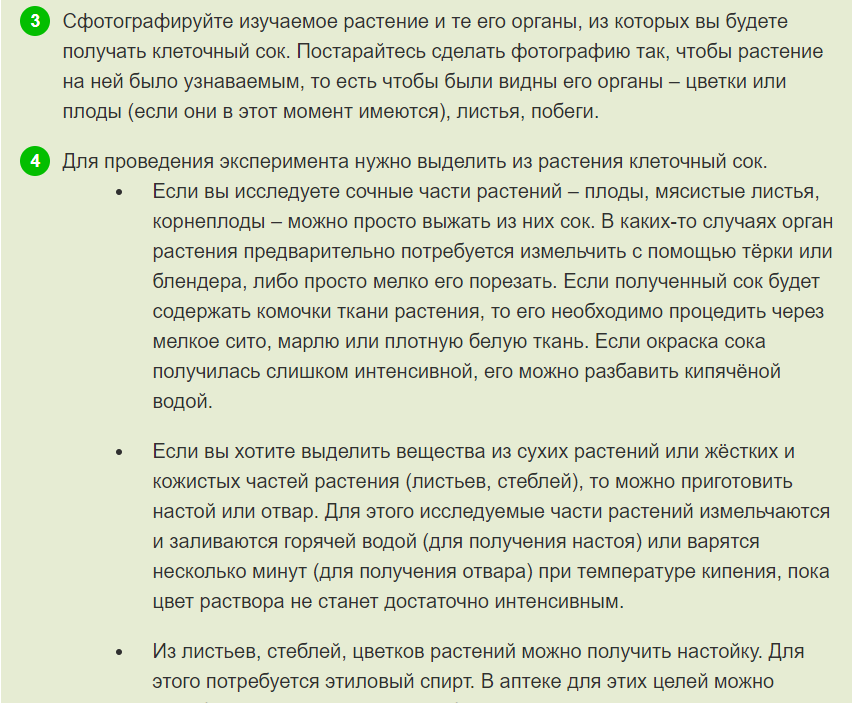 3 Сфотографируйте изучаемое растение и те его органы, из которых вы будете
получать клеточный сок. Постарайтесь сделать фотографию так, чтобы растение
на ней было узнаваемым, то есть чтобы были видны его органы – цветки или
плоды (если они в этот момент имеются), листья, побеги.
4 Для проведения эксперимента нужно выделить из растения клеточный сок.
• Если вы исследуете сочные части растений – плоды, мясистые листья,
корнеплоды – можно просто выжать из них сок. В каких-то случаях орган
растения предварительно потребуется измельчить с помощью тёрки или
блендера, либо просто мелко его порезать. Если полученный сок будет
содержать комочки ткани растения, то его необходимо процедить через
мелкое сито, марлю или плотную белую ткань. Если окраска сока
получилась слишком интенсивной, его можно разбавить кипячёной
водой.
• Если вы хотите выделить вещества из сухих растений или жёстких и
кожистых частей растения (листьев, стеблей), то можно приготовить
настой или отвар. Для этого исследуемые части растений измельчаются
и заливаются горячей водой (для получения настоя) или варятся
несколько минут (для получения отвара) при температуре кипения, пока
цвет раствора не станет достаточно интенсивным.
• Из листьев, стеблей, цветков растений можно получить настойку. Для
этого потребуется этиловый спирт. В аптеке для этих целей можно